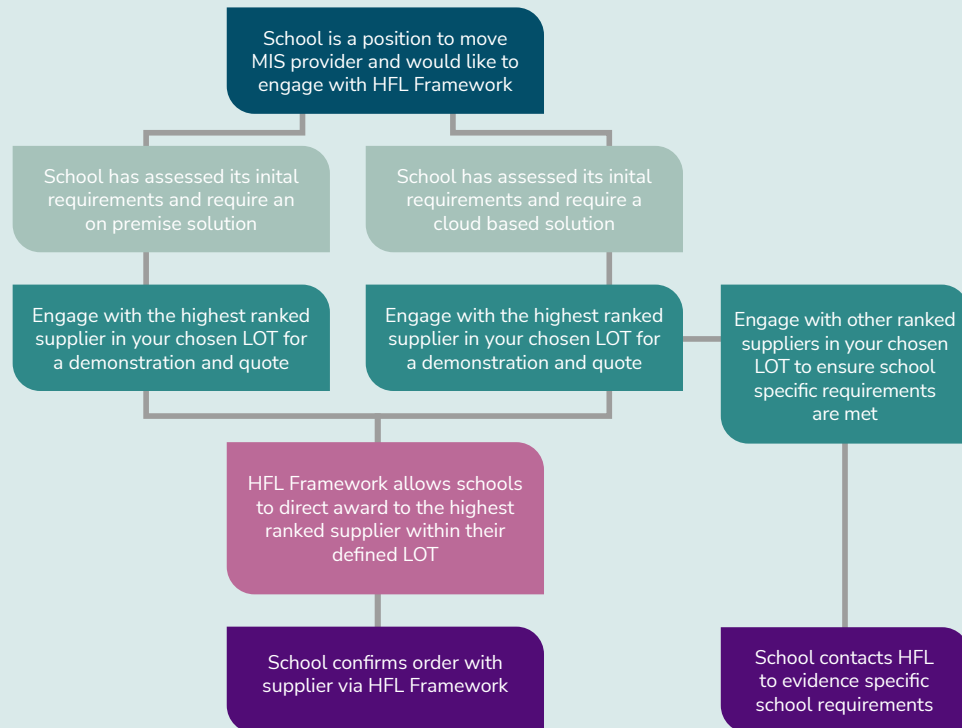 School is a position to move
MIS provider and would like to
engage with HFL Framework
School has assessed its inital
requirements and require an
on premise solution
School has assessed its inital
requirements and require a
cloud based solution
Engage with the highest ranked
supplier in your chosen LOT for
a demonstration and quote
Engage with the highest ranked
supplier in your chosen LOT for
a demonstration and quote
Engage with other ranked
suppliers in your chosen
LOT to ensure school
specific requirements
are met
HFL Framework allows schools
to direct award to the highest
ranked supplier within their
defined LOT
School confirms order with
supplier via HFL Framework
School contacts HFL
to evidence specific
school requirements